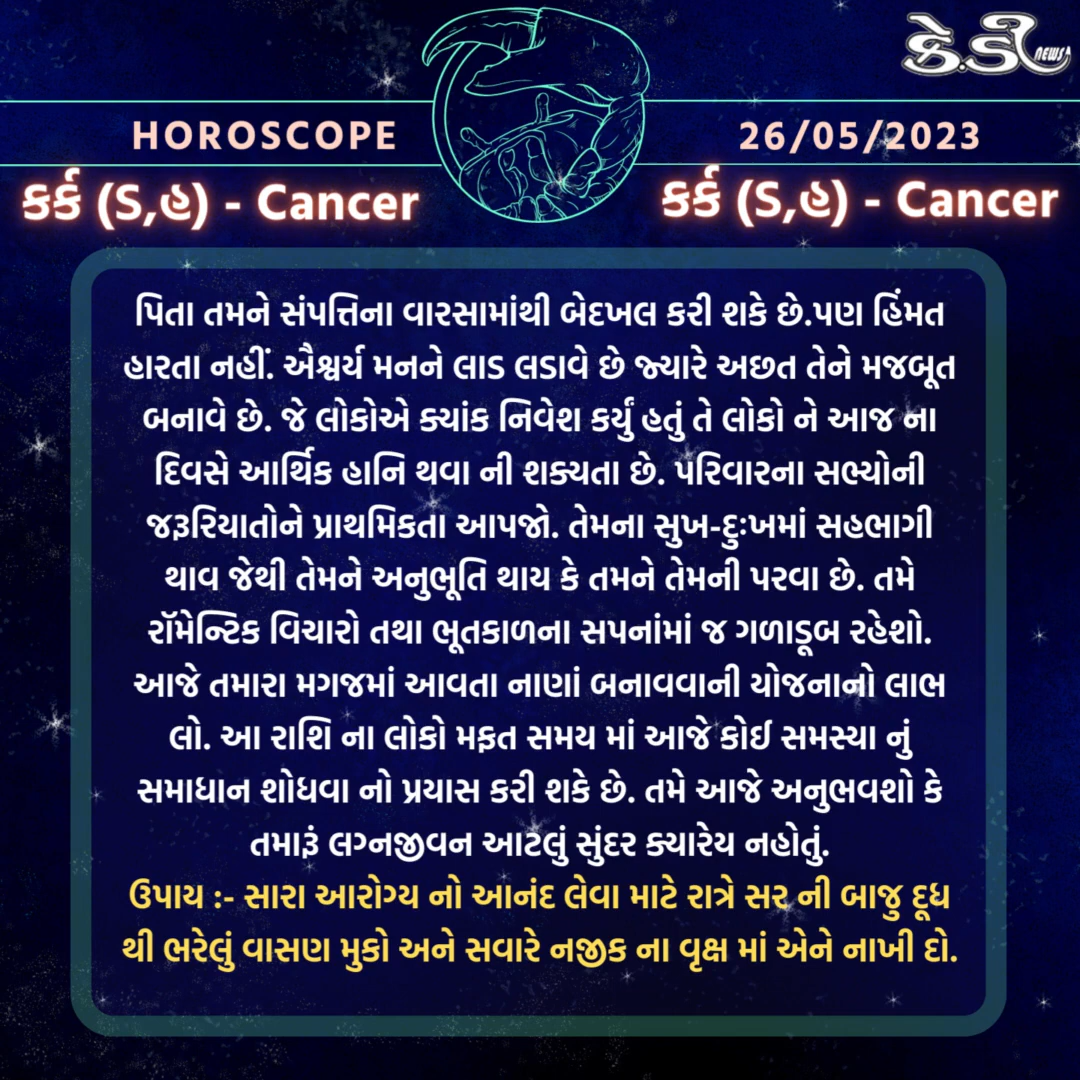 કે.ડી NEWS
HOROSCOPE
26/05/2023
કર્ક (S,હ) - Cancer
કર્ક (S,હ) - Cancer
પિતા તમને સંપત્તિના વારસામાંથી બેદખલ કરી શકે છે.પણ હિંમત
હારતા નહીં. ઐશ્વર્ય મનને લાડ લડાવે છે જ્યારે અછત તેને મજબૂત
બનાવે છે. જે લોકોએ ક્યાંક નિવેશ કર્યું હતું તે લોકો ને આજ ના
દિવસે આર્થિક હાનિ થવા ની શક્યતા છે. પરિવારના સભ્યોની
જરૂરિયાતોને પ્રાથમિકતા આપજો. તેમના સુખ-દુઃખમાં સહભાગી
થાવ જેથી તેમને અનુભૂતિ થાય કે તમને તેમની પરવા છે. તમે
રૉમેન્ટિક વિચારો તથા ભૂતકાળના સપનાંમાં જ ગળાડૂબ રહેશો.
આજે તમારા મગજમાં આવતા નાણાં બનાવવાની યોજનાનો લાભ
લો. આ રાશિ ના લોકો મફત સમય માં આજે કોઈ સમસ્યા નું
સમાધાન શોધવા નો પ્રયાસ કરી શકે છે. તમે આજે અનુભવશો કે
તમારૂં લગ્નજીવન આટલું સુંદર ક્યારેય નહોતું.
ઉપાય :- સારા આરોગ્ય નો આનંદ લેવા માટે રાત્રે સર ની બાજુ દૂધ
થી ભરેલું વાસણ મુકો અને સવારે નજીક ના વૃક્ષ માં એને નાખી દો.